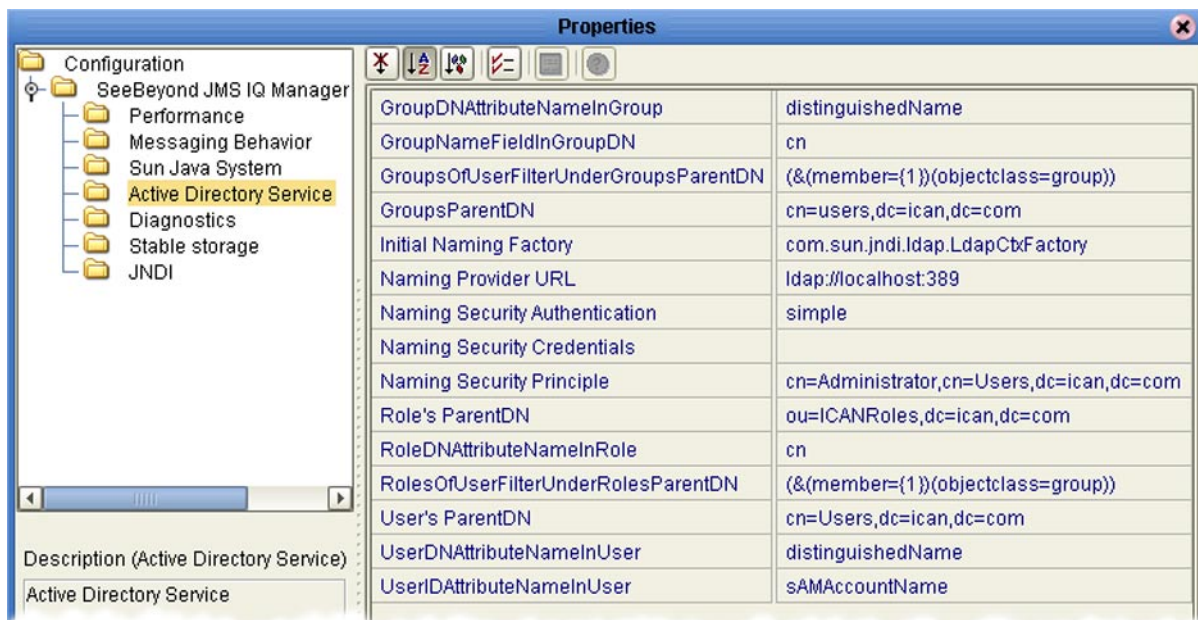 Properties
Configuration
SeeBeyond JMS IQ Manager
Performance
Messaging Behavior
Sun Java System
Active Directory Service
Diagnostics
Stable storage
JNDI
Description (Active Directory Service)
Active Directory Service
GroupDNAttributeNameInGroup distinguishedName
GroupNameFieldInGroupDN cn
GroupsOfUserFilterUnderGroupsParentDN (&(member={1})(objectclass=group))
GroupsParentDN cn=users,dc=ican,dc=com
Initial Naming Factory com.sun.jndi.ldap.LdapCtxFactory
Naming Provider URL ldap://localhost:389
Naming Security Authentication simple
Naming Security Credentials
Naming Security Principle cn=Administrator,cn=Users,dc=ican,dc=com
Role's ParentDN ou=ICANRoles,dc=ican,dc=com
RoleDNAttributeNameInRole cn
RolesOfUserFilterUnderRolesParentDN (&(member={1})(objectclass=group))
User's ParentDN cn=Users,dc=ican,dc=com
UserDNAttributeNameInUser distinguishedName
UserIDAttributeNameInUser sAMAccountName